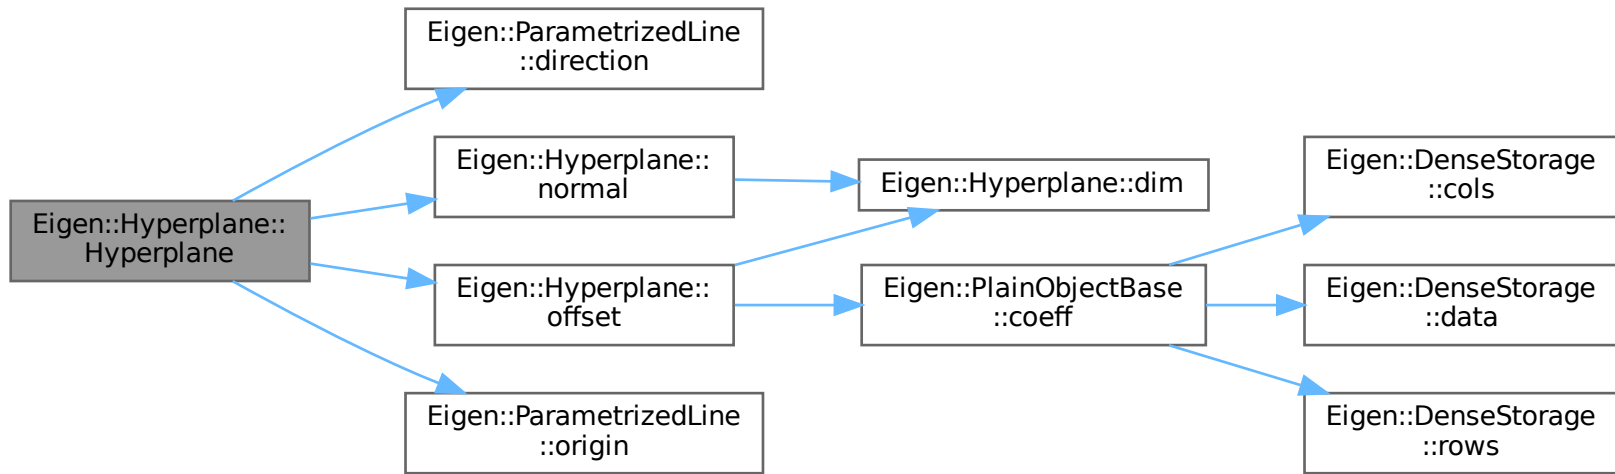 Eigen::Hyperplane::
Hyperplane
Eigen::ParametrizedLine
::direction
Eigen::Hyperplane::
normal
Eigen::Hyperplane::
offset
Eigen::ParametrizedLine
::origin
Eigen::Hyperplane::dim
Eigen::PlainObjectBase
::coeff
Eigen::DenseStorage
::cols
Eigen::DenseStorage
::data
Eigen::DenseStorage
::rows